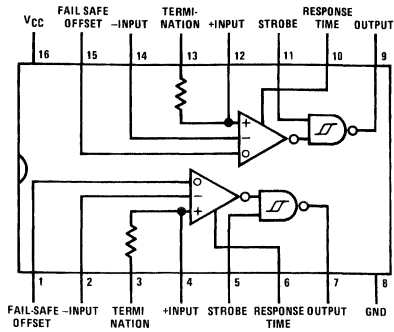 VCC FAIL SAFE OFFSET –INPUT TERMI- NATION +INPUT STROBE RESPONSE TIME OUTPUT
16 15 14 13 12 11 10 9
+
–
–
+
1 2 3 4 5 6 7 8
FAIL-SAFE OFFSET –INPUT TERMI NATION +INPUT STROBE RESPONSE TIME OUTPUT GND